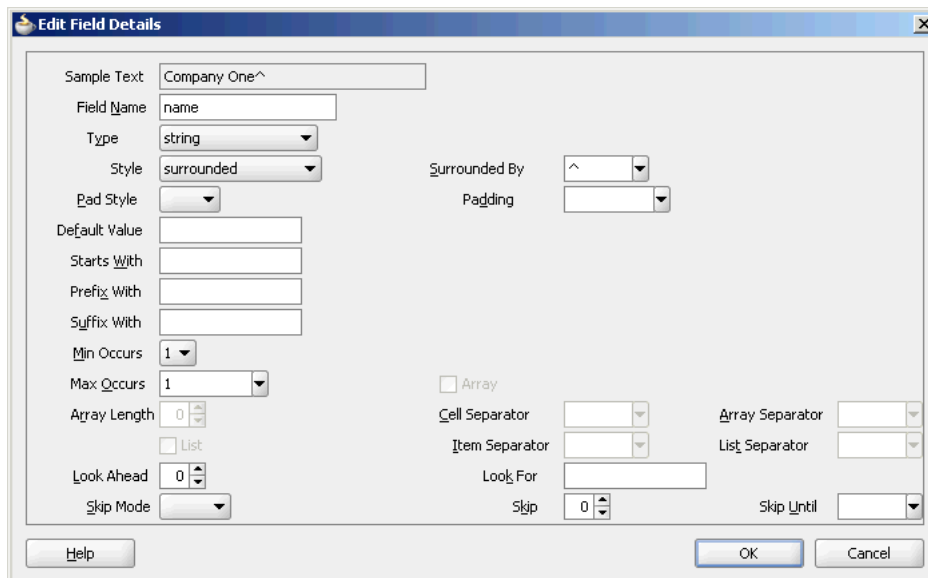 Edit Field Details
Sample Text Company One^
Field Name name
Type string
Style surrounded Surrounded By ^
Pad Style Padding
Default Value
Starts With
Prefix With
Suffix With
Min Occurs 1
Max Occurs 1 Array
Array Length 0 Cell Separator Array Separator
List Item Separator List Separator
Look Ahead 0 Look For
Skip Mode Skip 0 Skip Until
Help OK Cancel